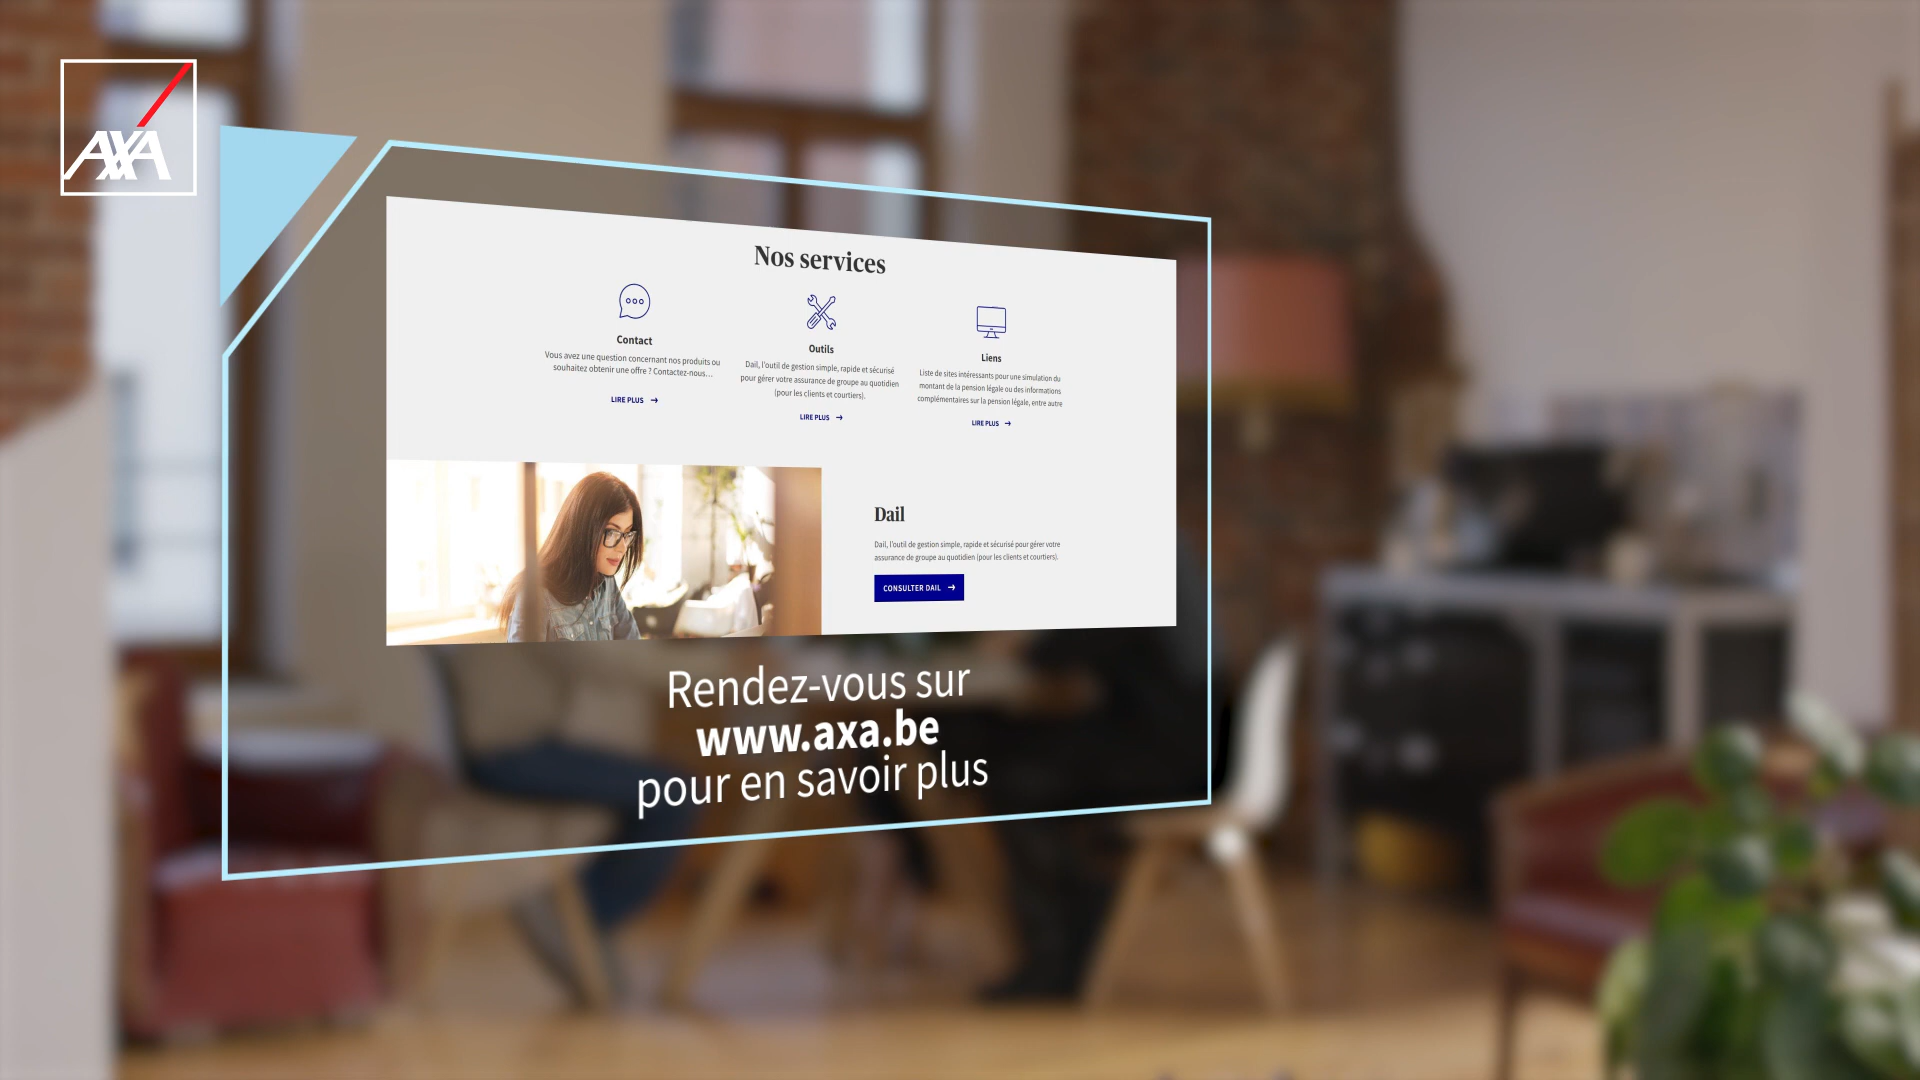 AXA
Nos services
Contact
Vous avez une question concernant nos produits ou
souhaitez obtenir une offre ? Contactez-nous...
LIRE PLUS →
Outils
Dail, l'outil de gestion simple, rapide et sécurisé
pour gérer votre assurance de groupe au quotidien
(pour les clients et courtiers).
LIRE PLUS →
Liens
Liste de sites intéressants pour une simulation du
montant de la pension légale ou des informations
complémentaires sur la pension légale, entre autre
LIRE PLUS →
Dail
Dail, l'outil de gestion simple, rapide et sécurisé pour gérer votre
assurance de groupe au quotidien (pour les clients et courtiers).
CONSULTER DAIL →
Rendez-vous sur
www.axa.be
pour en savoir plus